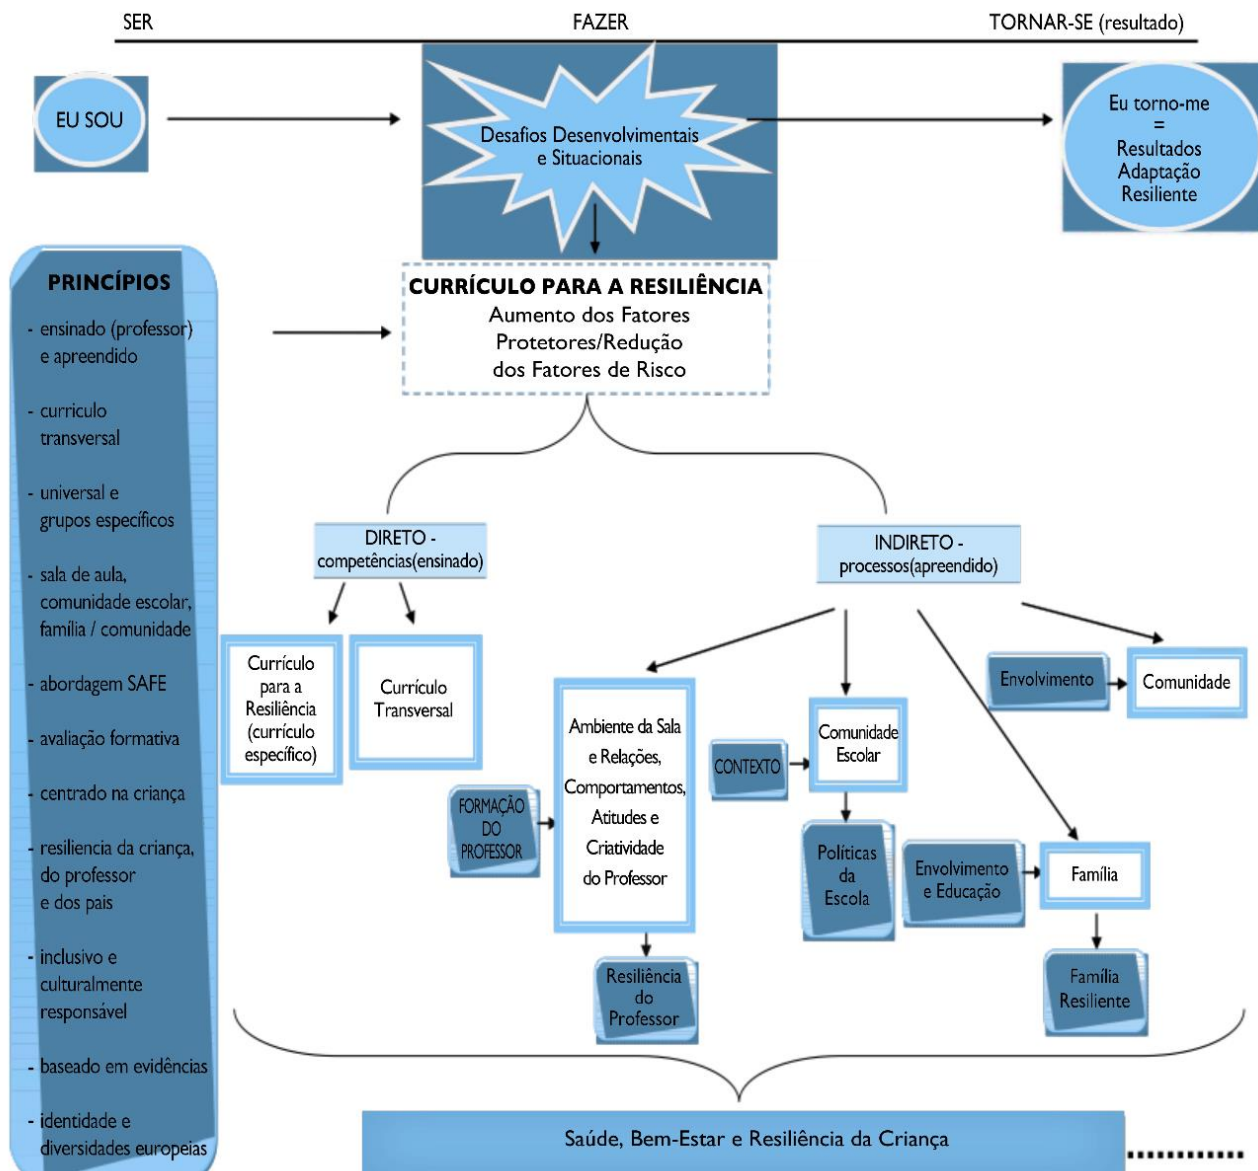 SER
FAZER
TORNAR-SE (resultado)
EU SOU
Desafios Desenvolvimentais
e Situacionais
Eu torno-me
=
Resultados
Adaptação
Resiliente
PRINCÍPIOS
- ensinado (professor)
e apreendido
- curriculo
transversal
- universal e
grupos específicos
- sala de aula,
comunidade escolar,
família / comunidade
- abordagem SAFE
- avaliação formativa
- centrado na criança
- resiliencia da criança,
do professor
e dos pais
- inclusivo e
culturalmente
responsável
- baseado em evidências
- identidade e
diversidades europeias
CURRÍCULO PARA A RESILIÊNCIA
Aumento dos Fatores
Protetores/Redução
dos Fatores de Risco
DIRETO -
competências(ensinado)
INDIRETO -
processos(apreendido)
Currículo
para a
Resiliência
(currículo
específico)
Currículo
Transversal
FORMAÇÃO
DO
PROFESSOR
Ambiente da Sala
e Relações,
Comportamentos,
Atitudes e
Criatividade
do Professor
Resiliência
do
Professor
CONTEXTO
Comunidade
Escolar
Políticas
da
Escola
Envolvimento
e Educação
Família
Família
Resiliente
Envolvimento
Comunidade
Saúde, Bem-Estar e Resiliência da Criança